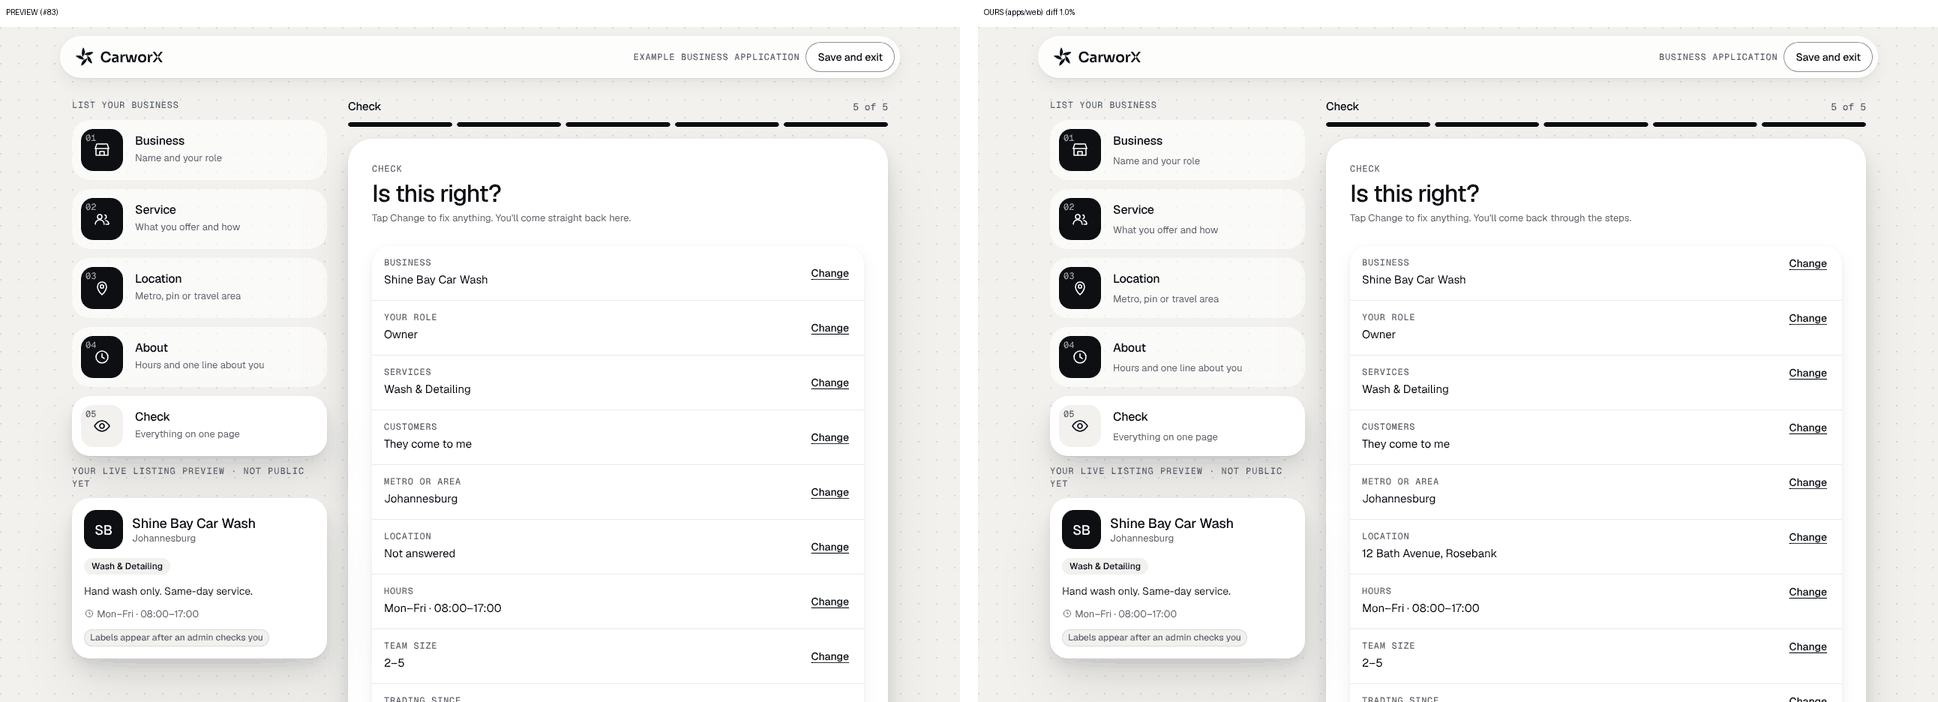 PREVIEW (#83)
CarworX
EXAMPLE BUSINESS APPLICATION
Save and exit
LIST YOUR BUSINESS
01
Business
Name and your role
02
Service
What you offer and how
03
Location
Metro, pin or travel area
04
About
Hours and one line about you
05
Check
Everything on one page
YOUR LIVE LISTING PREVIEW · NOT PUBLIC
YET
SB
Shine Bay Car Wash
Johannesburg
Wash & Detailing
Hand wash only. Same-day service.
Mon–Fri · 08:00–17:00
Labels appear after an admin checks you
Check
5 of 5
CHECK
Is this right?
Tap Change to fix anything. You'll come straight back here.
BUSINESS
Shine Bay Car Wash
Change
YOUR ROLE
Owner
Change
SERVICES
Wash & Detailing
Change
CUSTOMERS
They come to me
Change
METRO OR AREA
Johannesburg
Change
LOCATION
Not answered
Change
HOURS
Mon–Fri · 08:00–17:00
Change
TEAM SIZE
2–5
Change
TRADING SINCE
OURS (apps/web) diff 1.0%
CarworX
BUSINESS APPLICATION
Save and exit
LIST YOUR BUSINESS
01
Business
Name and your role
02
Service
What you offer and how
03
Location
Metro, pin or travel area
04
About
Hours and one line about you
05
Check
Everything on one page
YOUR LIVE LISTING PREVIEW · NOT PUBLIC
YET
SB
Shine Bay Car Wash
Johannesburg
Wash & Detailing
Hand wash only. Same-day service.
Mon–Fri · 08:00–17:00
Labels appear after an admin checks you
Check
5 of 5
CHECK
Is this right?
Tap Change to fix anything. You'll come back through the steps.
BUSINESS
Change
Shine Bay Car Wash
YOUR ROLE
Change
Owner
SERVICES
Change
Wash & Detailing
CUSTOMERS
Change
They come to me
METRO OR AREA
Change
Johannesburg
LOCATION
Change
12 Bath Avenue, Rosebank
HOURS
Change
Mon–Fri · 08:00–17:00
TEAM SIZE
Change
2–5
TRADING SINCE
Change